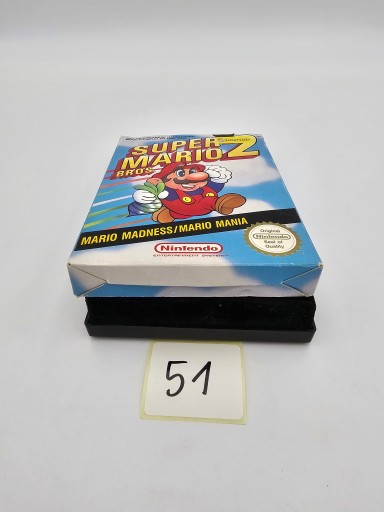 SUPER
MARIO 2
BROS
MARIO MADNESS/MARIO MANIA
Original
Nintendo
Seal of
Quality
Nintendo
ENTERTAINMENT SYSTEM
51